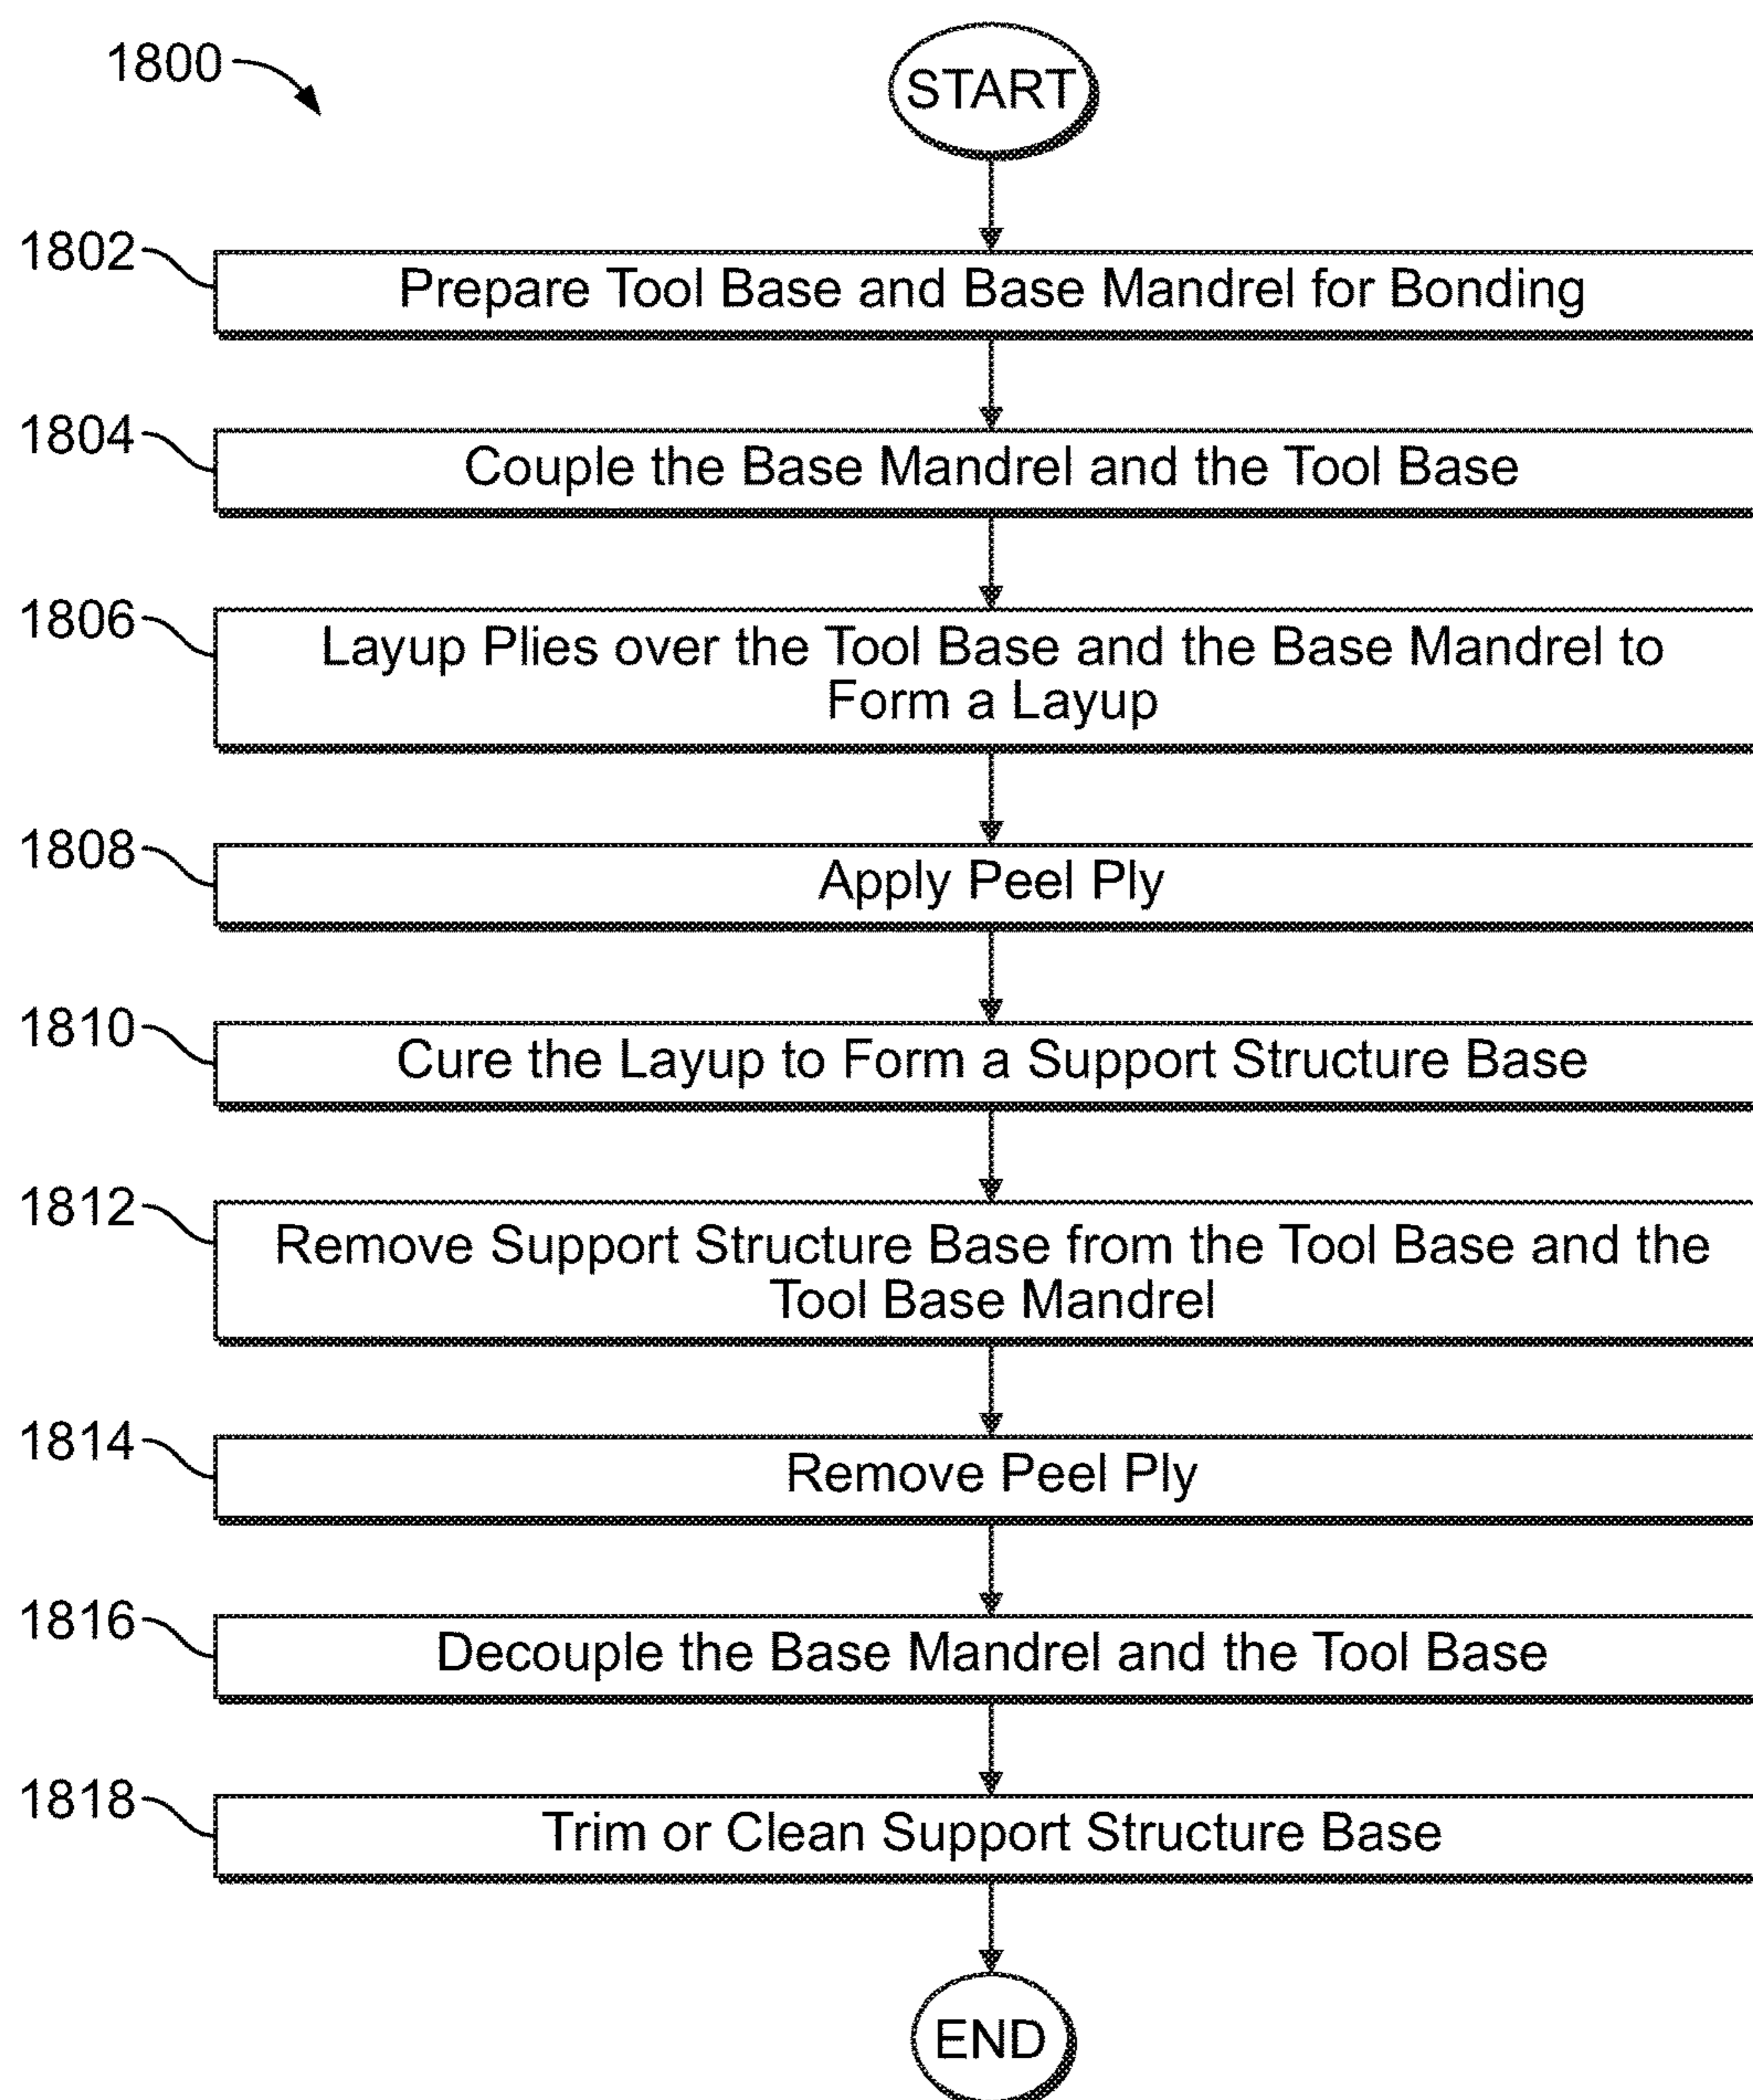 1800
START
1802
Prepare Tool Base and Base Mandrel for Bonding
1804
Couple the Base Mandrel and the Tool Base
1806
Layup Plies over the Tool Base and the Base Mandrel to
Form a Layup
1808
Apply Peel Ply
1810
Cure the Layup to Form a Support Structure Base
1812
Remove Support Structure Base from the Tool Base and the
Tool Base Mandrel
1814
Remove Peel Ply
1816
Decouple the Base Mandrel and the Tool Base
1818
Trim or Clean Support Structure Base
END